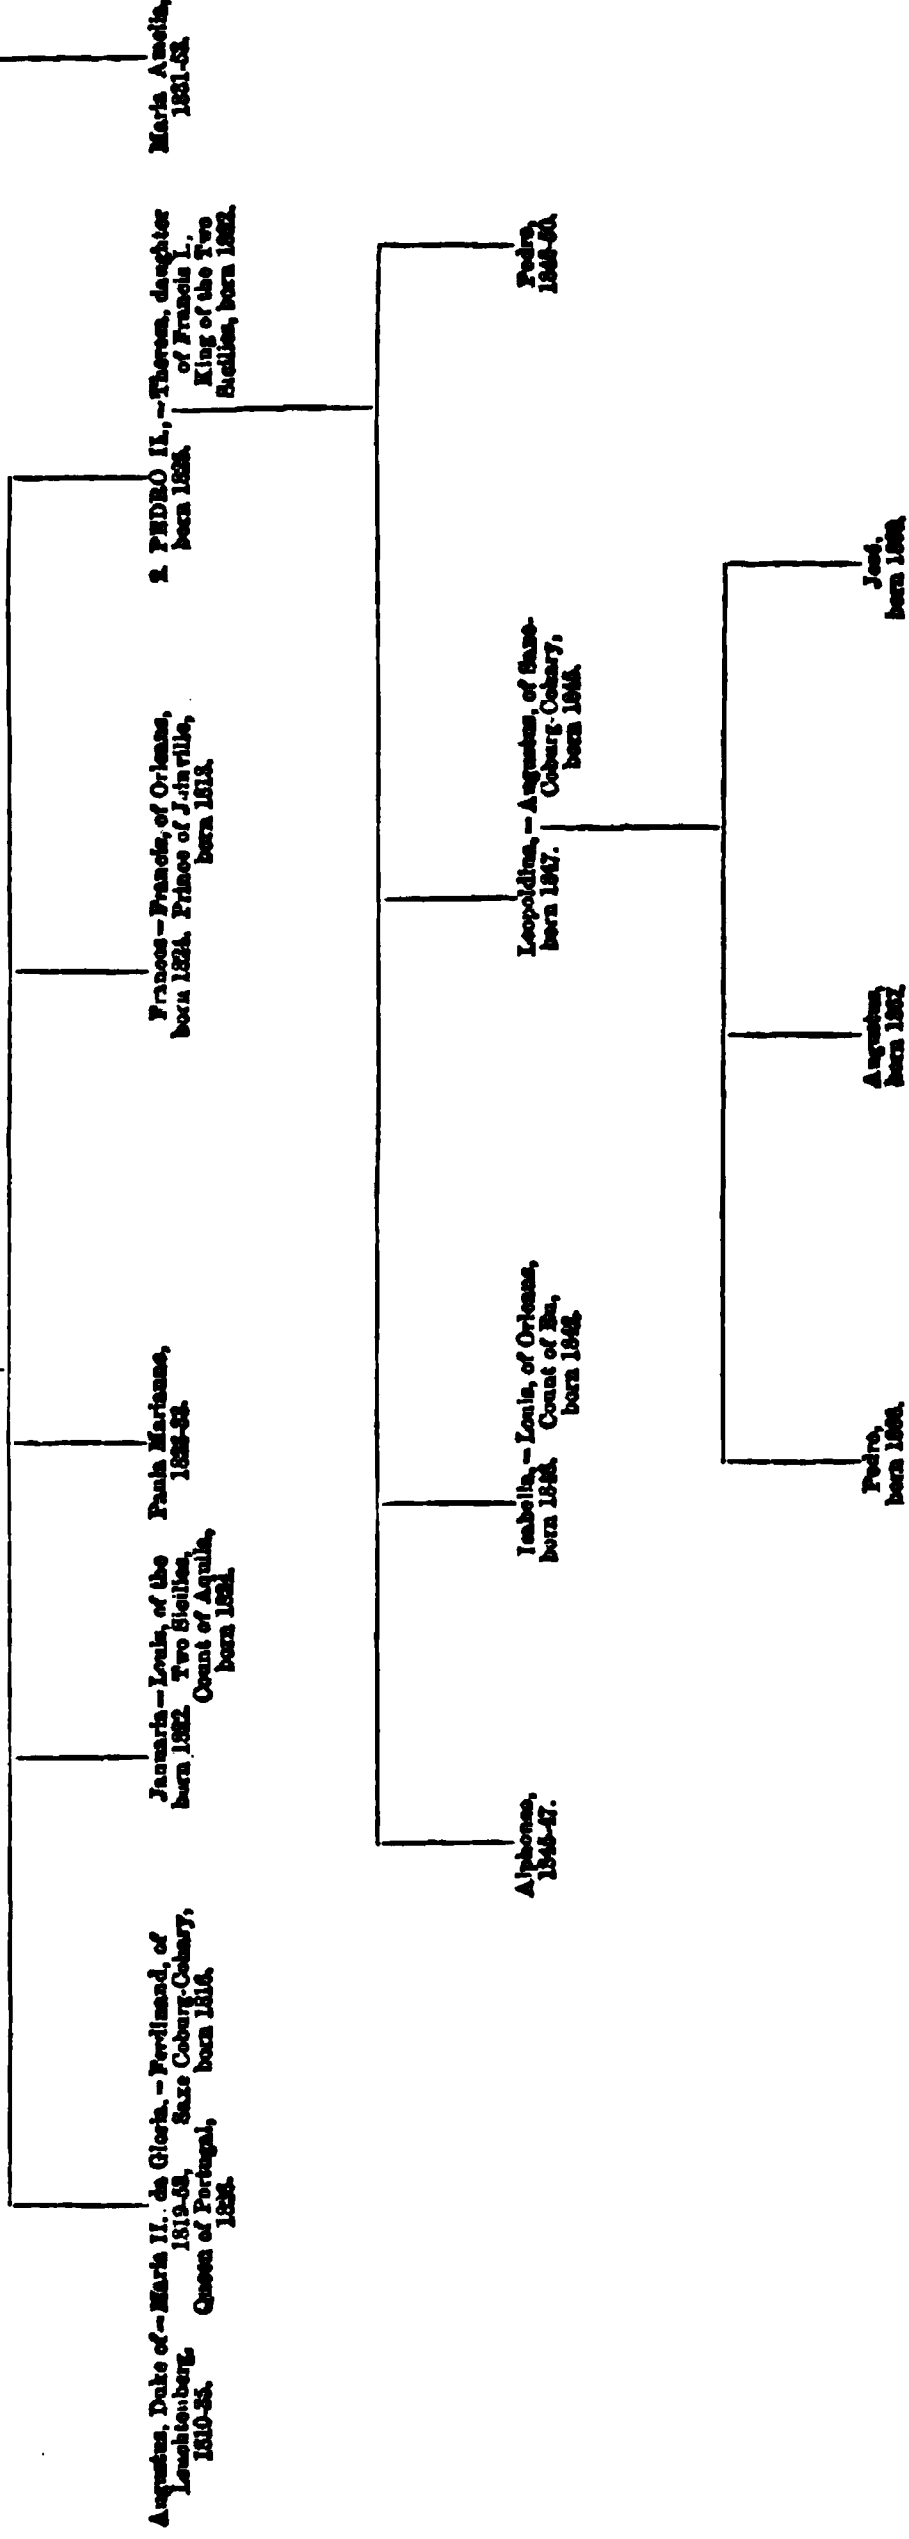 Augustus, Duke of — Maria II. da Gloria. — Ferdinand, of
Leuchtenberg, 1819-53, Saxe Coburg-Cohary,
1810-35. Queen of Portugal, born 1816.
Januaria — Louis, of the
born 1822. Two Sicilies,
Count of Aquila,
born 1824.
Paula Marianne,
1823-33.
Frances — Francis, of Orleans,
born 1824. Prince of Joinville,
born 1818.
2. PEDRO II., — Theresa, daughter
born 1825. of Francis I.,
King of the Two
Sicilies, born 1822.
Maria Amelia,
1831-53.
Alphonso,
1845-47.
Isabella, — Louis, of Orleans,
born 1846. Count of Eu,
born 1842.
Leopoldina, — Augustus, of Saxe-
born 1847. Coburg-Cohary,
born 1845.
Pedro,
1848-50.
Pedro,
born 1866.
Augustus,
born 1867.
José,
born 1869.